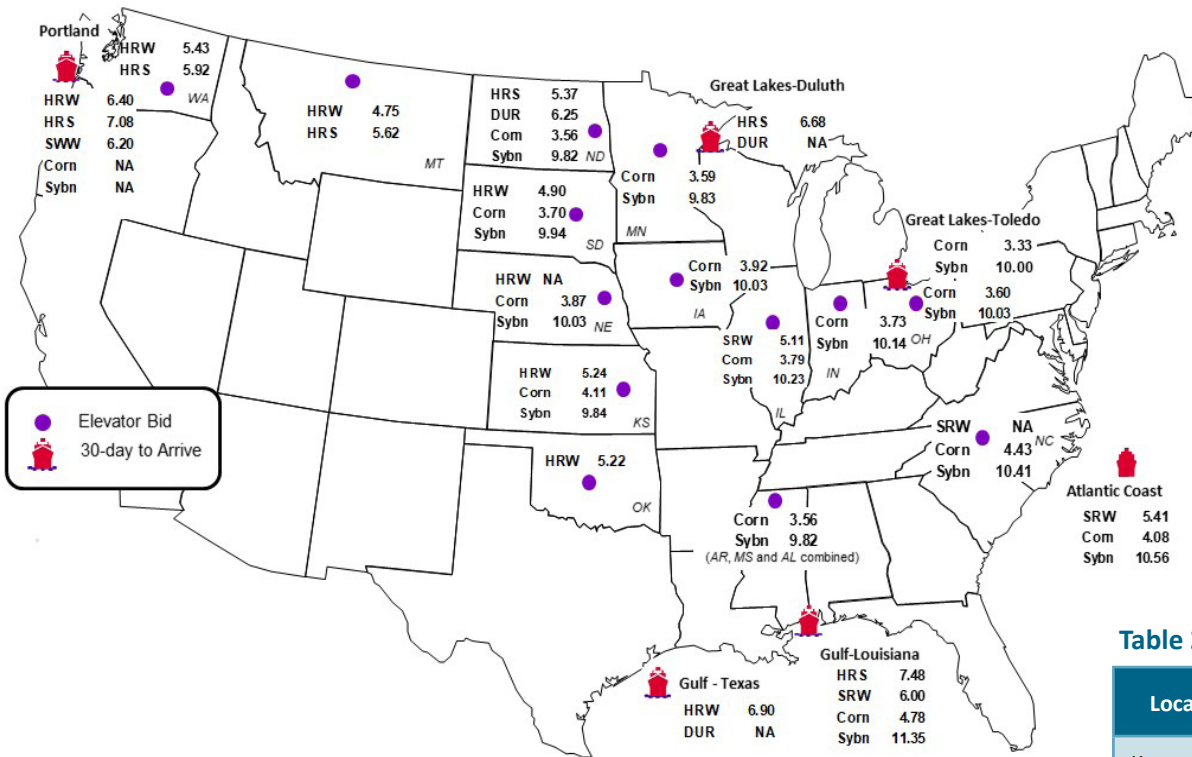 Portland
HRW 5.43
HRS 5.92
WA
HRW 6.40
HRS 7.08
SWW 6.20
Corn NA
Sybn NA
HRW 4.75
HRS 5.62
MT
HRS 5.37
DUR 6.25
Corn 3.56
Sybn 9.82 ND
HRW 4.90
Corn 3.70
Sybn 9.94
SD
HRW NA
Corn 3.87
Sybn 10.03 NE
HRW 5.24
Corn 4.11
Sybn 9.84
KS
HRW 5.22
OK
Great Lakes-Duluth
HRS 6.68
DUR NA
Corn 3.59
Sybn 9.83
MN
Corn 3.92
Sybn 10.03
IA
SRW 5.11
Corn 3.79
Sybn 10.23
IL
Great Lakes-Toledo
Corn 3.33
Sybn 10.00
Corn 3.60
Sybn 10.03
OH
Corn 3.73
Sybn 10.14
IN
SRW NA
Corn 4.43
Sybn 10.41
NC
Atlantic Coast
SRW 5.41
Corn 4.08
Sybn 10.56
Corn 3.56
Sybn 9.82
(AR, MS and AL combined)
Gulf-Louisiana
HRS 7.48
SRW 6.00
Corn 4.78
Sybn 11.35
Gulf - Texas
HRW 6.90
DUR NA
Elevator Bid
30-day to Arrive
Table
Loca